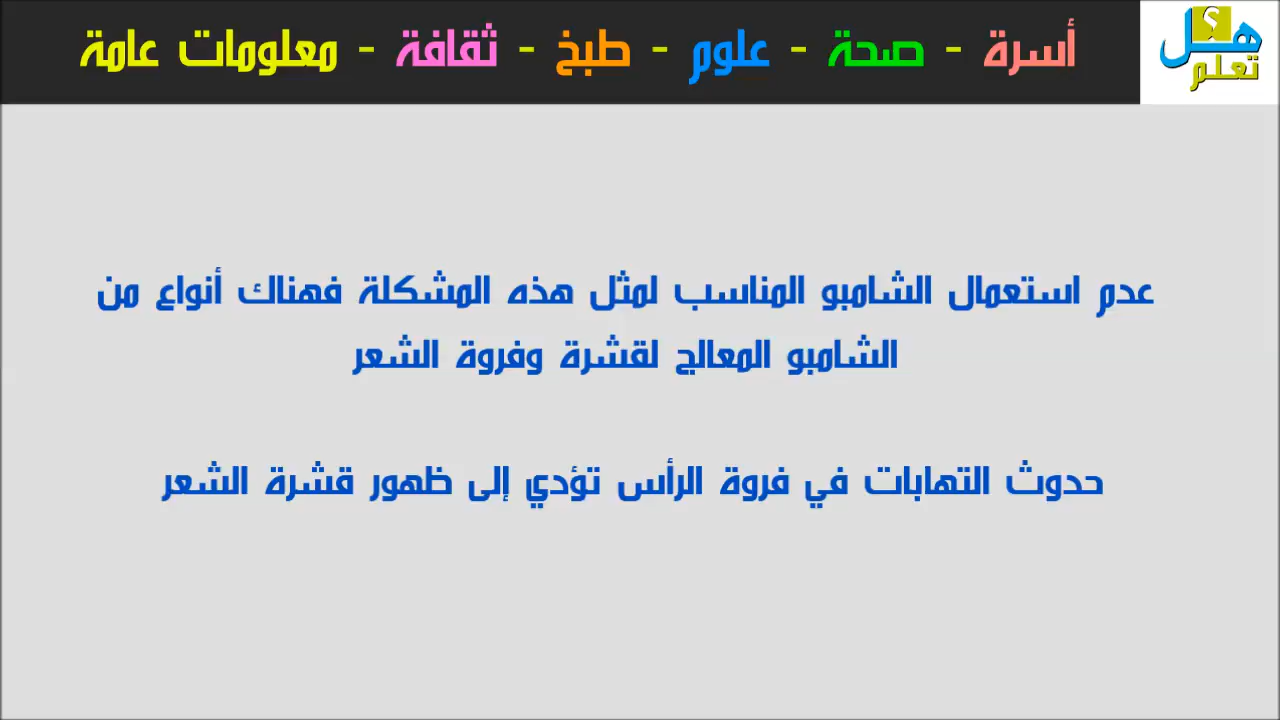 أسرة - صحة - علوم - طبخ - ثقافة - معلومات عامة
هل
؟
تعلم
عدم استعمال الشامبو المناسب لمثل هذه المشكلة فهناك أنواع من
الشامبو المعالج لقشرة وفروة الشعر
حدوث التهابات في فروة الرأس تؤدي إلى ظهور قشرة الشعر